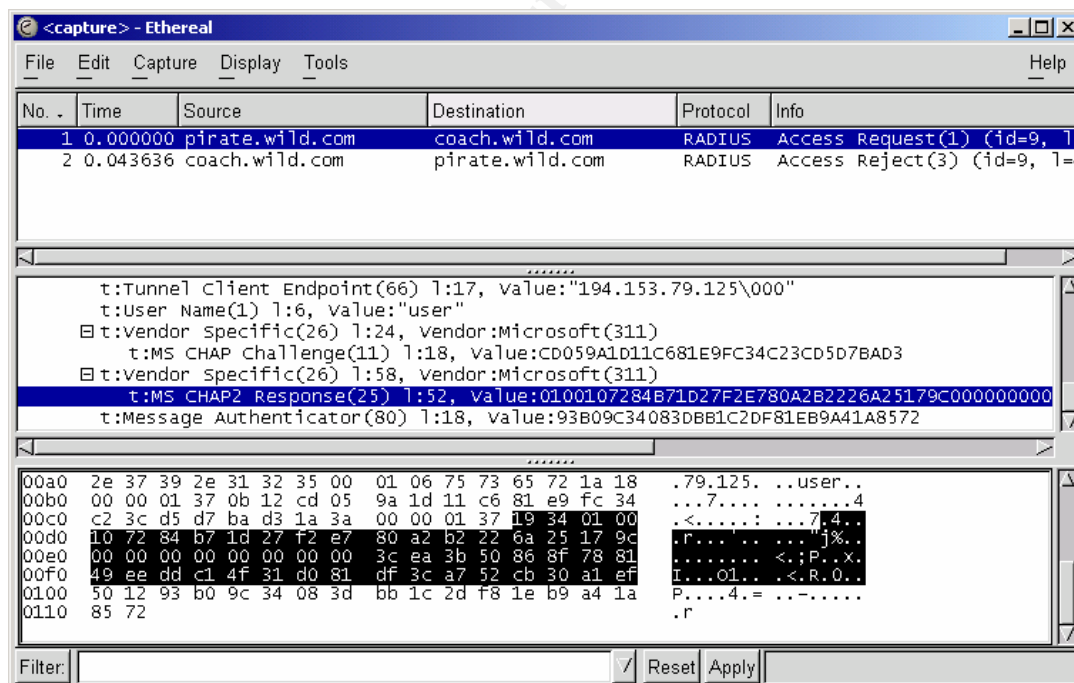 <capture> - Ethereal
File Edit Capture Display Tools Help
No. Time Source Destination Protocol Info
1 0.000000 pirate.wild.com coach.wild.com RADIUS Access Request(1) (id=9, l
2 0.043636 coach.wild.com pirate.wild.com RADIUS Access Reject(3) (id=9, l=
t:Tunnel Client Endpoint(66) l:17, Value:"194.153.79.125\000"
t:User Name(1) l:6, Value:"user"
t:Vendor Specific(26) l:24, Vendor:Microsoft(311)
t:MS CHAP Challenge(11) l:18, Value:CD059A1D11C681E9FC34C23CD5D7BAD3
t:Vendor Specific(26) l:58, Vendor:Microsoft(311)
t:MS CHAP2 Response(25) l:52, Value:0100107284B71D27F2E780A2B2226A25179C000000000
t:Message Authenticator(80) l:18, Value:93B09C34083DBB1C2DF81EB9A41A8572
00a0 2e 37 39 2e 31 32 35 00 01 06 75 73 65 72 1a 18 .79.125. ..user..
00b0 00 00 01 37 0b 12 cd 05 9a 1d 11 c6 81 e9 fc 34 ...7.... .......4
00c0 c2 3c d5 d7 ba d3 1a 3a 00 00 01 37 19 34 01 00 .<.....: ...7.4..
00d0 10 72 84 b7 1d 27 f2 e7 80 a2 b2 22 6a 25 17 9c .r...'.. ..."j%..
00e0 00 00 00 00 00 00 00 00 3c ea 3b 50 86 8f 78 81 ........ <.;P..x.
00f0 49 ee dd c1 4f 31 d0 81 df 3c a7 52 cb 30 a1 ef I...O1.. .<.R.0..
0100 50 12 93 b0 9c 34 08 3d bb 1c 2d f8 1e b9 a4 1a P....4.= ..-.....
0110 85 72 .r
Filter: Reset Apply